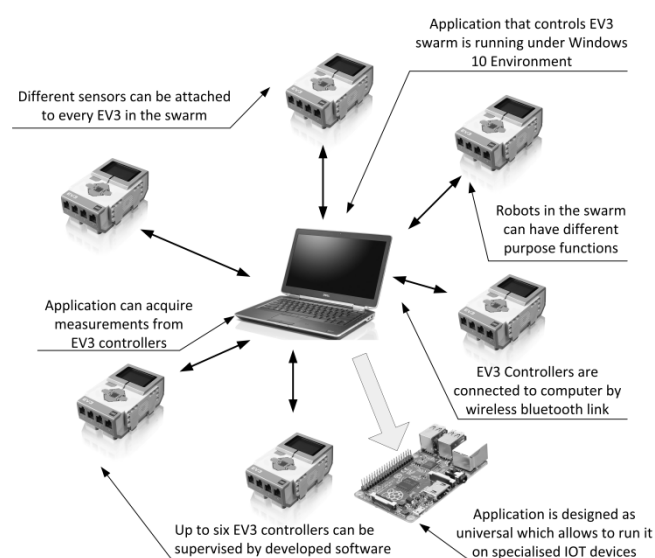 Application that controls EV3
swarm is running under Windows
10 Environment
Different sensors can be attached
to every EV3 in the swarm
Robots in the swarm
can have different
purpose functions
Application can acquire
measurements from
EV3 controllers
EV3 Controllers are
connected to computer by
wireless bluetooth link
Up to six EV3 controllers can be
supervised by developed software
Application is designed as
universal which allows to run it
on specialised IOT devices